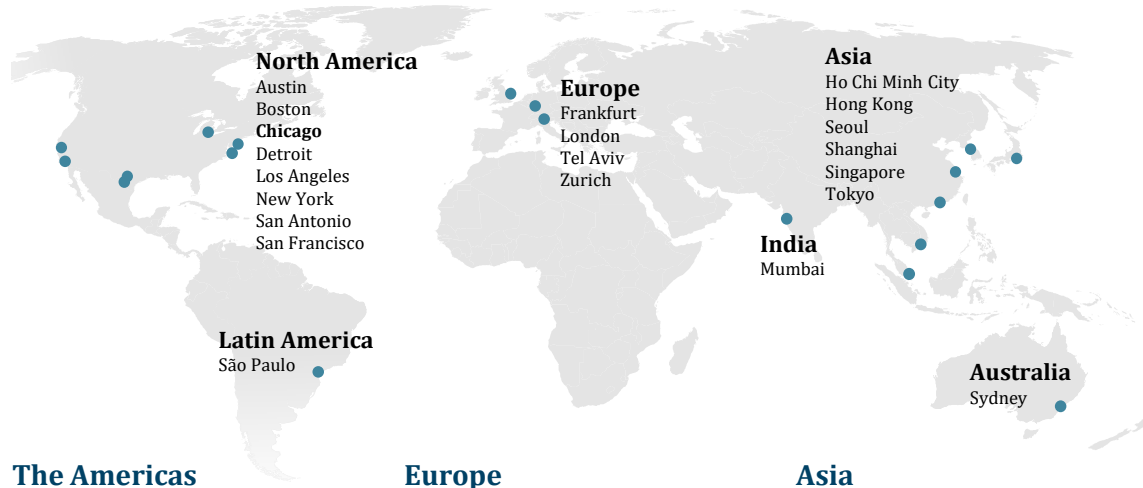 North America
Austin
Boston
Chicago
Detroit
Los Angeles
New York
San Antonio
San Francisco
Europe
Frankfurt
London
Tel Aviv
Zurich
Asia
Ho Chi Minh City
Hong Kong
Seoul
Shanghai
Singapore
Tokyo
India
Mumbai
Latin America
São Paulo
Australia
Sydney
The Americas
Europe
Asia